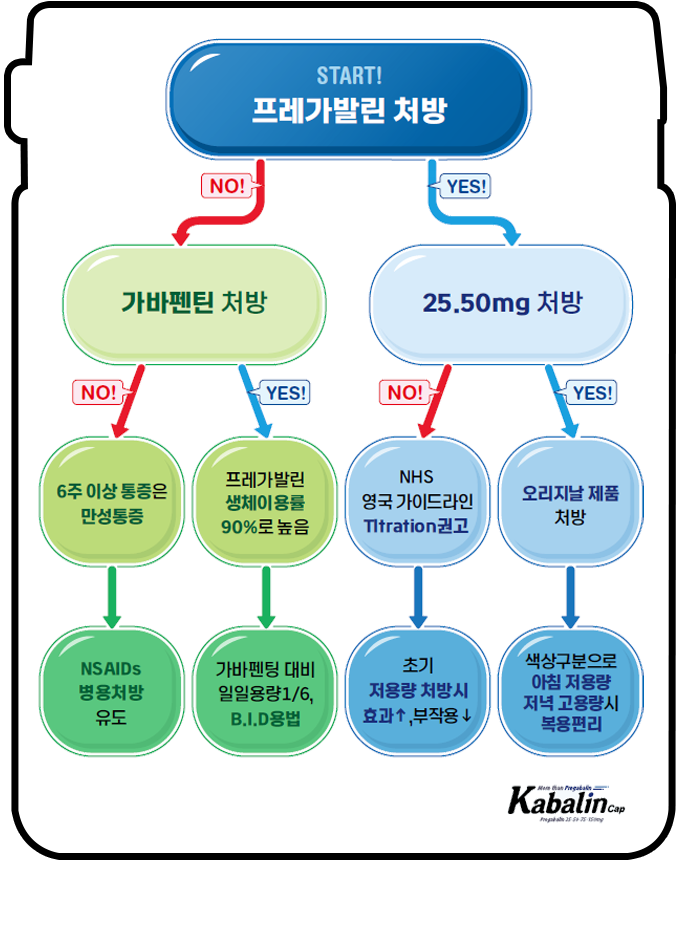 START!
프레가발린 처방
NO!
YES!
가바펜틴 처방
25.50mg 처방
NO!
YES!
NO!
YES!
6주 이상 통증은
만성통증
프레가발린
생체이용률
90%로 높음
NHS
영국 가이드라인
TItration권고
오리지날 제품
처방
NSAIDs
병용처방
유도
가바펜팅 대비
일일용량1/6,
B.I.D용법
초기
저용량 처방시
효과↑,부작용↓
색상구분으로
아침 저용량
저녁 고용량시
복용편리
More than Pregabalin
Kabalin Cap